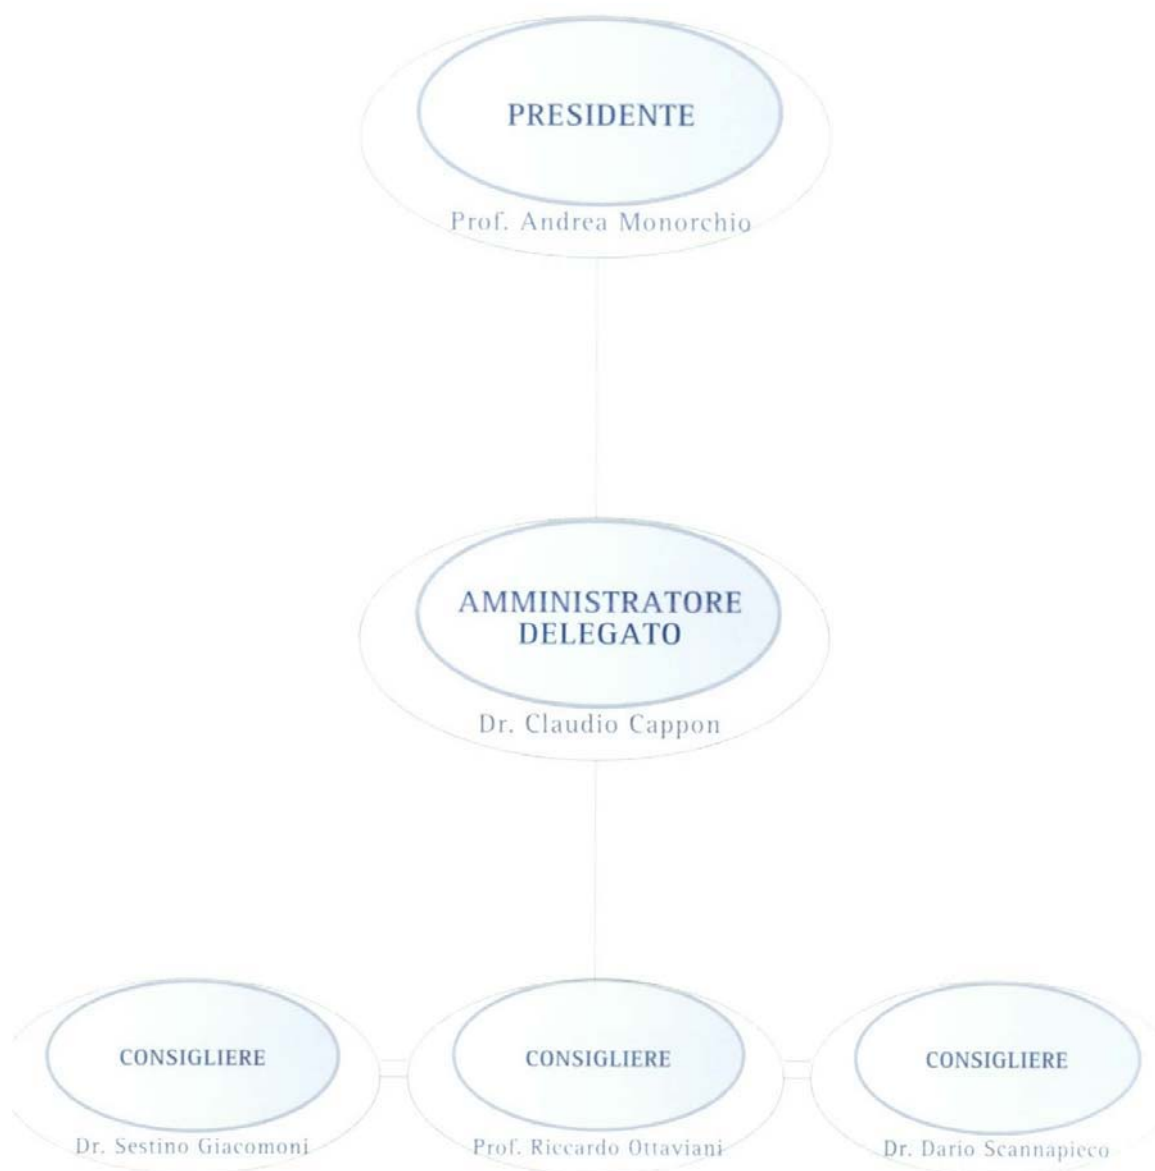 PRESIDENTE
Prof. Andrea Monorchio
AMMINISTRATORE
DELEGATO
Dr. Claudio Cappon
CONSIGLIERE
CONSIGLIERE
CONSIGLIERE
Dr. Sestino Giacomoni
Prof. Riccardo Ottaviani
Dr. Dario Scannapieco